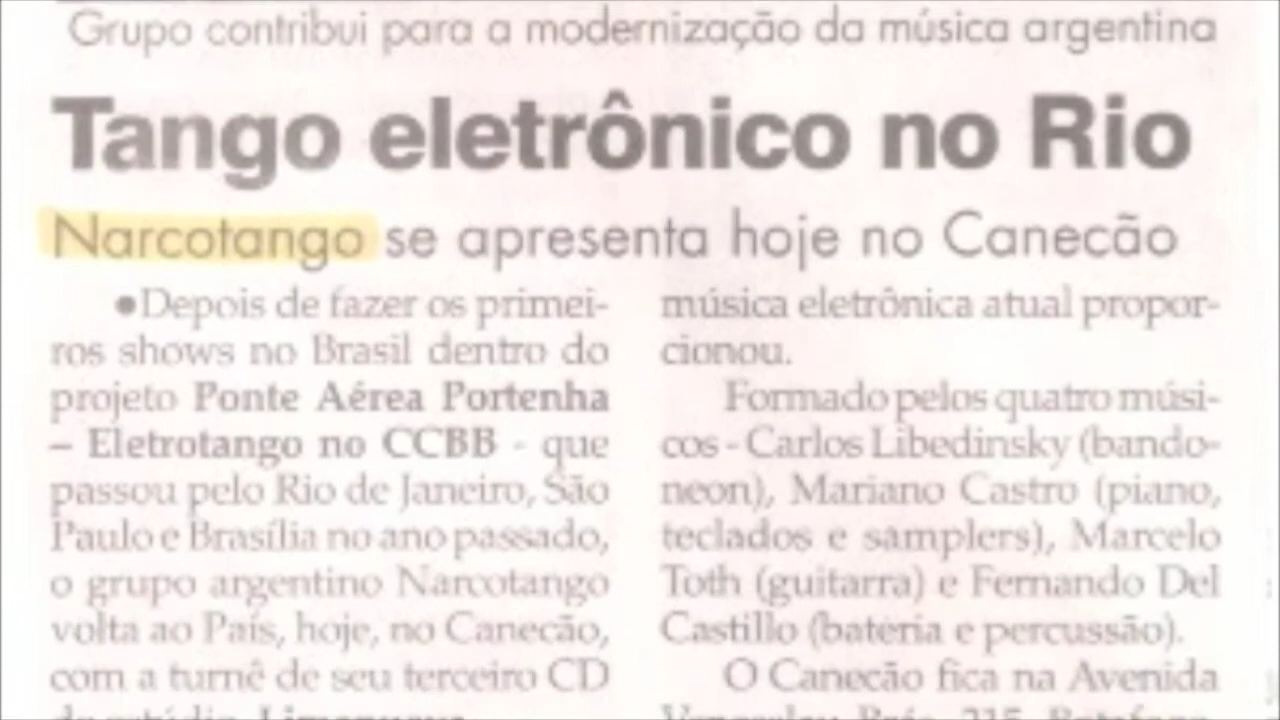 Grupo contribui para a modernização da música argentina
Tango eletrônico no Rio
Narcotango se apresenta hoje no Canecão
●Depois de fazer os primei-
ros shows no Brasil dentro do
projeto Ponte Aérea Portenha
– Eletrotango no CCBB - que
passou pelo Rio de Janeiro, São
Paulo e Brasília no ano passado,
o grupo argentino Narcotango
volta ao País, hoje, no Canecão,
com a turnê de seu terceiro CD
música eletrônica atual propor-
cionou.
Formado pelos quatro músi-
cos - Carlos Libedinsky (bando-
neon), Mariano Castro (piano,
teclados e samplers), Marcelo
Toth (guitarra) e Fernando Del
Castillo (bateria e percussão).
O Canecão fica na Avenida